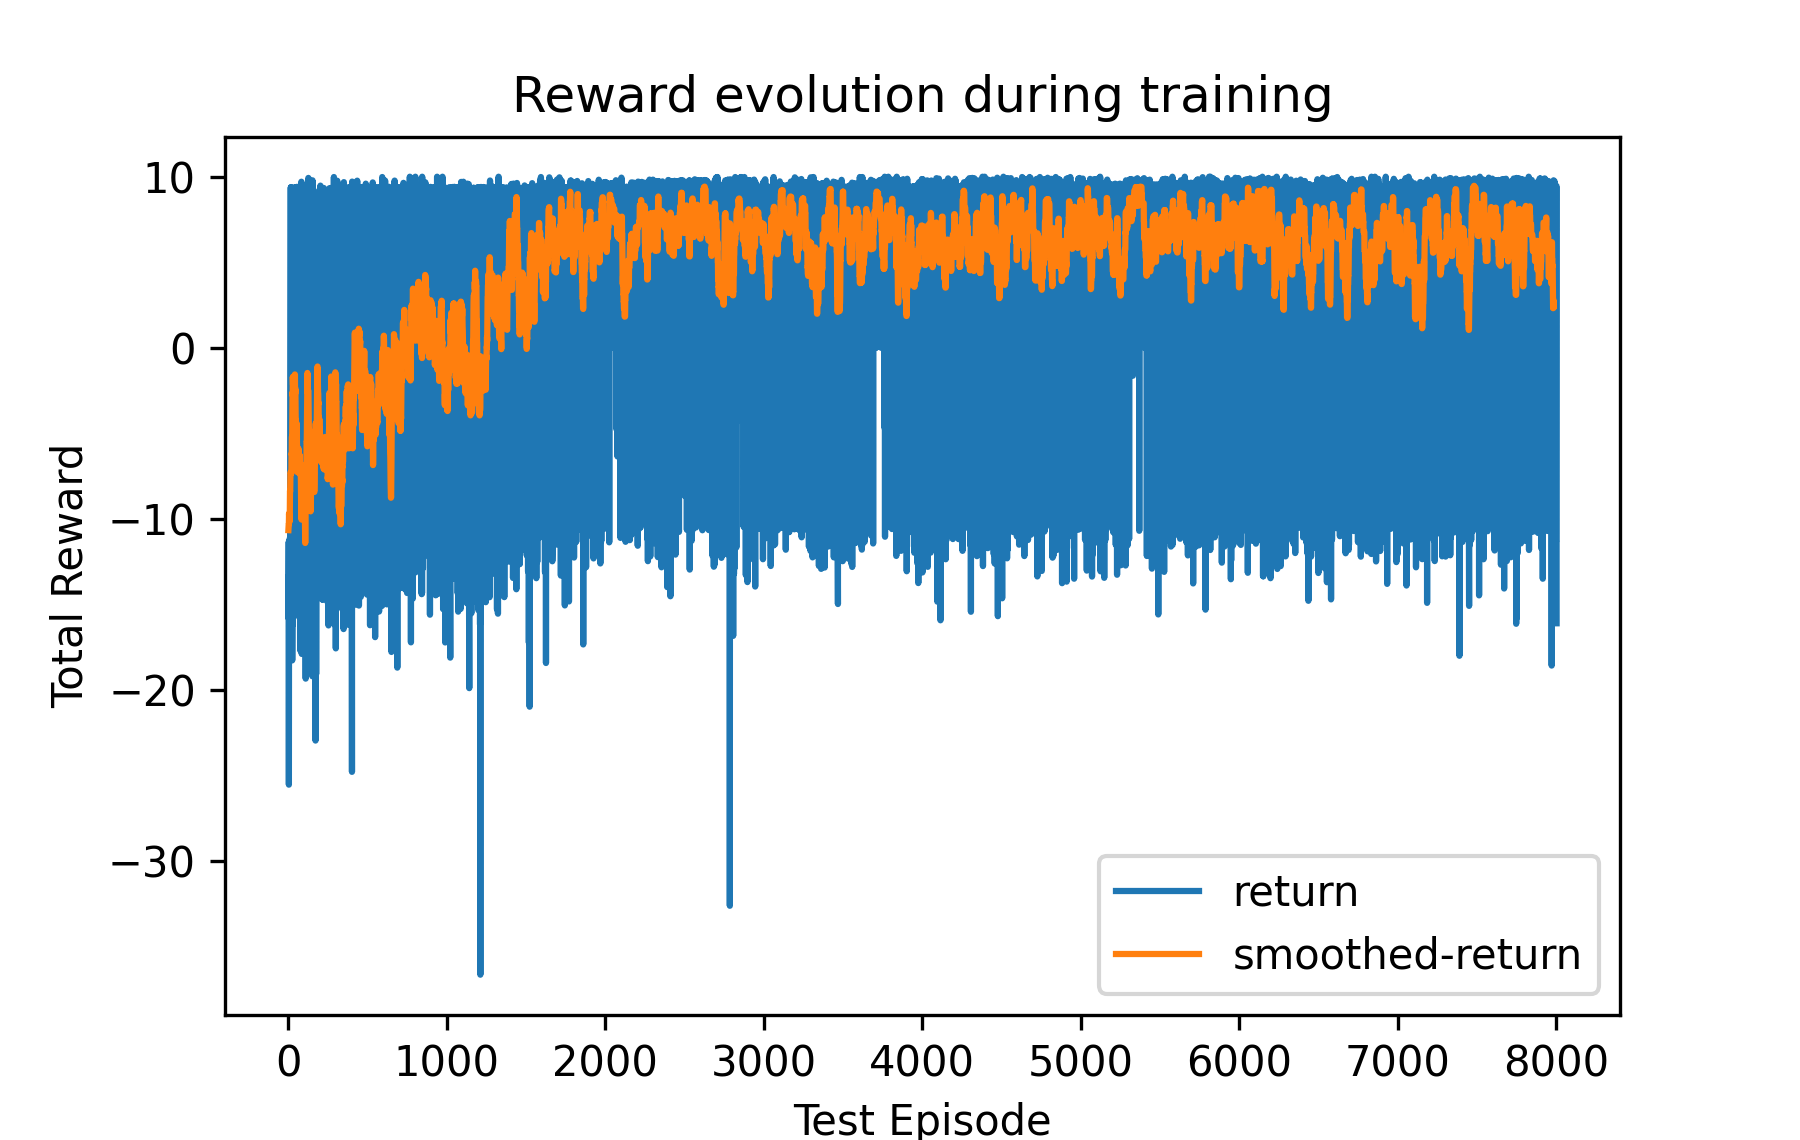 Reward evolution during training
10
0
−10
−20
−30
Total Reward
return
smoothed-return
0 1000 2000 3000 4000 5000 6000 7000 8000
Test Episode